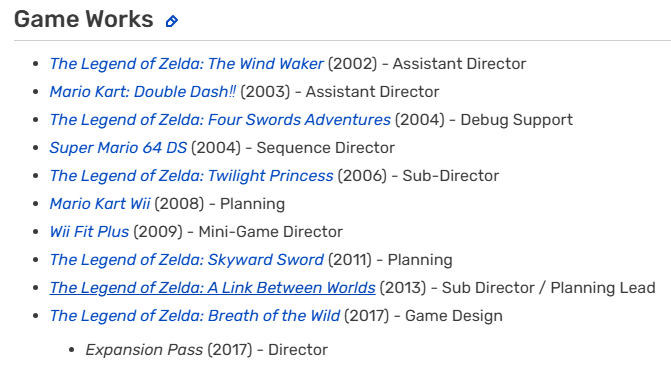 Game Works
The Legend of Zelda: The Wind Waker (2002) - Assistant Director
Mario Kart: Double Dash!! (2003) - Assistant Director
The Legend of Zelda: Four Swords Adventures (2004) - Debug Support
Super Mario 64 DS (2004) - Sequence Director
The Legend of Zelda: Twilight Princess (2006) - Sub-Director
Mario Kart Wii (2008) - Planning
Wii Fit Plus (2009) - Mini-Game Director
The Legend of Zelda: Skyward Sword (2011) - Planning
The Legend of Zelda: A Link Between Worlds (2013) - Sub Director / Planning Lead
The Legend of Zelda: Breath of the Wild (2017) - Game Design
Expansion Pass (2017) - Director